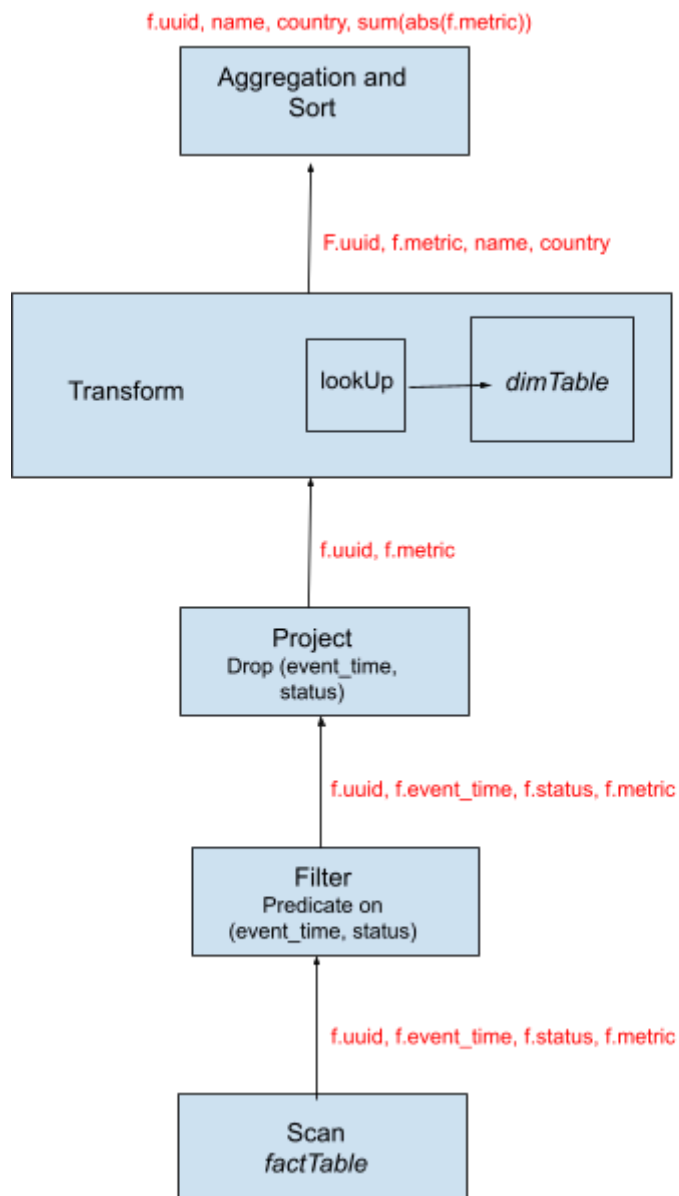 f.uuid, name, country, sum(abs(f.metric))
Aggregation and
Sort
F.uuid, f.metric, name, country
Transform
lookUp
dimTable
f.uuid, f.metric
Project
Drop (event_time,
status)
f.uuid, f.event_time, f.status, f.metric
Filter
Predicate on
(event_time, status)
f.uuid, f.event_time, f.status, f.metric
Scan
factTable